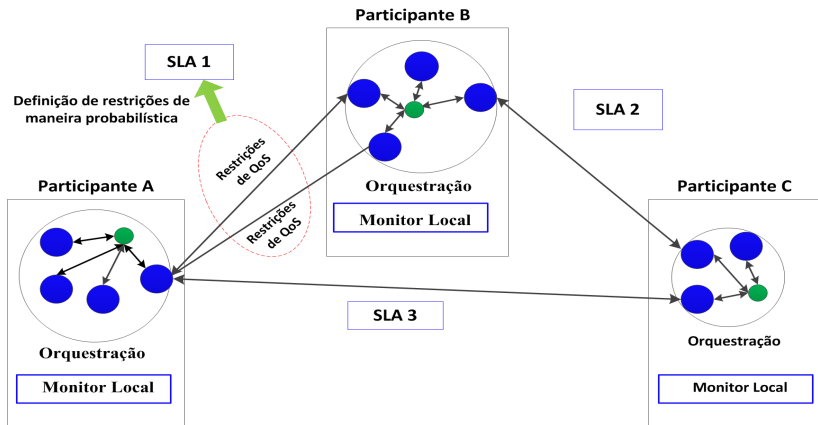 Participante B
SLA 1
Definição de restrições de
maneira probabilística
Restrições
de QoS
Restrições
de QoS
Orquestração
Monitor Local
SLA 2
Participante A
Orquestração
Monitor Local
SLA 3
Participante C
Orquestração
Monitor Local